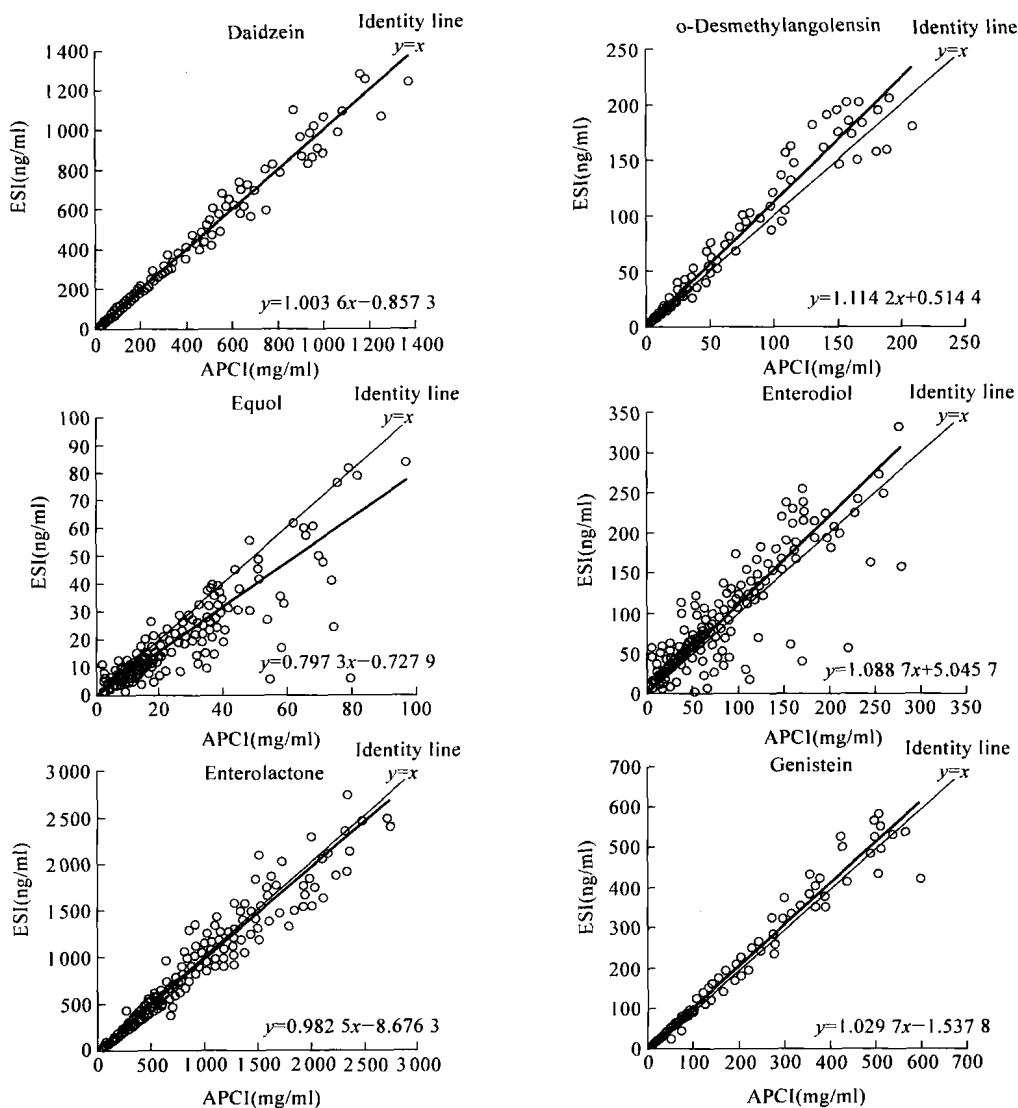 Daidzein
Identity line
y=x
1 400
1 200
1 000
800
600
400
200
0
ESI(ng/ml)
y=1.003 6x−0.857 3
0 200 400 600 800 1 000 1 200 1 400
APCI(mg/ml)
o-Desmethylangolensin
Identity line
y=x
250
200
150
100
50
0
ESI(ng/ml)
y=1.114 2x+0.514 4
0 50 100 150 200 250
APCI(mg/ml)
Equol
Identity line
y=x
100
90
80
70
60
50
40
30
20
10
0
ESI(ng/ml)
y=0.797 3x−0.727 9
0 20 40 60 80 100
APCI(mg/ml)
Enterodiol
Identity line
y=x
350
300
250
200
150
100
50
0
ESI(ng/ml)
y=1.088 7x+5.045 7
0 50 100 150 200 250 300 350
APCI(mg/ml)
Enterolactone
Identity line
y=x
3 000
2 500
2 000
1 500
1 000
500
0
ESI(ng/ml)
y=0.982 5x−8.676 3
0 500 1 000 1 500 2 000 2 500 3 000
APCI(mg/ml)
Genistein
Identity line
y=x
700
600
500
400
300
200
100
0
ESI(ng/ml)
y=1.029 7x−1.537 8
0 100 200 300 400 500 600 700
APCI(mg/ml)